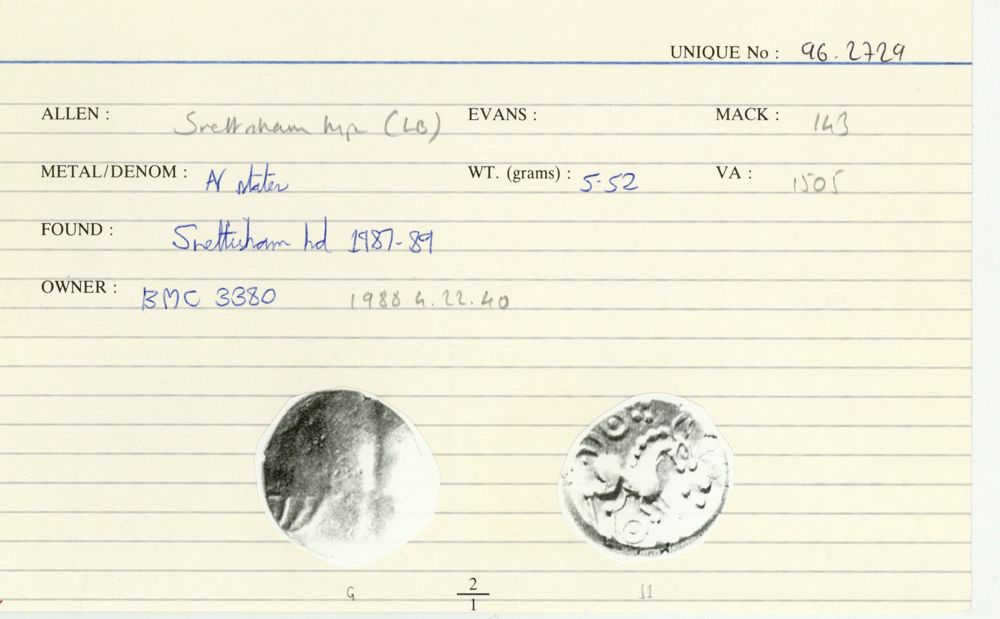 UNIQUE No : 96.2729
ALLEN : Snettisham type (LB) EVANS : MACK : 143
METAL/DENOM : AV stater WT. (grams) : 5.52 VA : 1505
FOUND : Snettisham hd 1987-89
OWNER : BMC 3380 1988 4.22.40
G 2/1 11